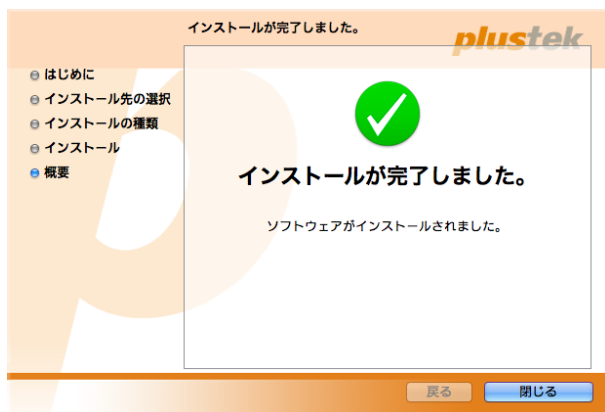 インストールが完了しました。
plustek
はじめに
インストール先の選択
インストールの種類
インストール
概要
インストールが完了しました。
ソフトウェアがインストールされました。
戻る
閉じる